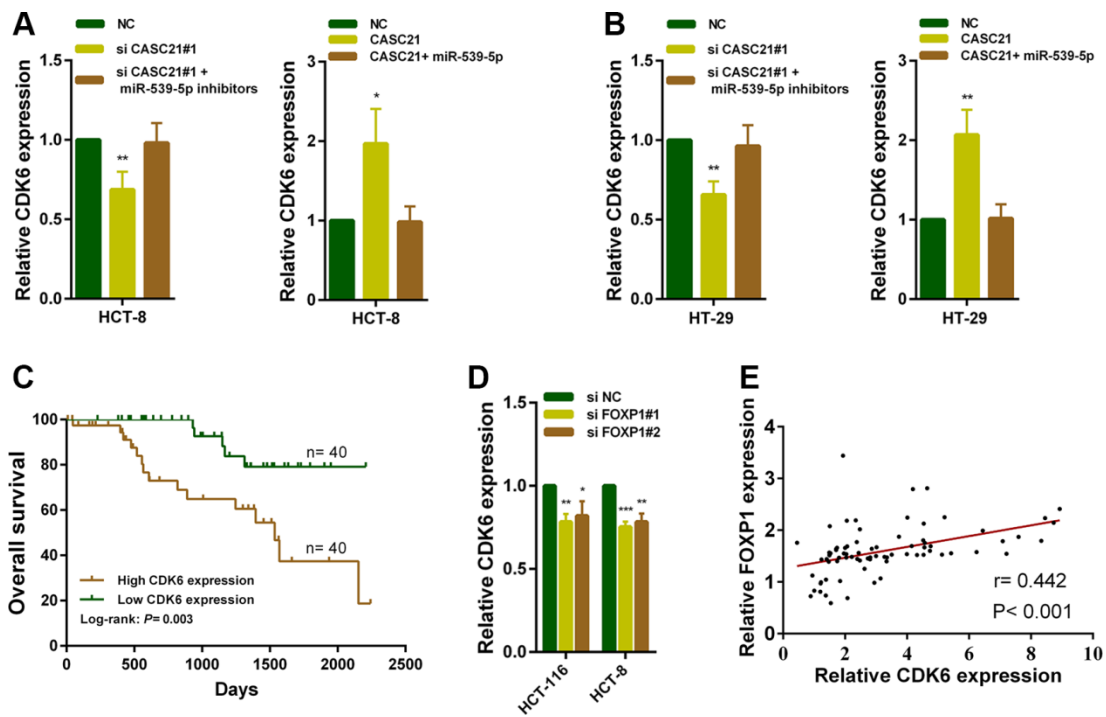 A
NC
si CASC21#1
si CASC21#1 +
miR-539-5p inhibitors
Relative CDK6 expression
1.5
1.0
0.5
0.0
**
HCT-8
NC
CASC21
CASC21+ miR-539-5p
Relative CDK6 expression
3
2
1
0
*
HCT-8
B
NC
si CASC21#1
si CASC21#1 +
miR-539-5p inhibitors
Relative CDK6 expression
1.5
1.0
0.5
0.0
**
HT-29
NC
CASC21
CASC21+ miR-539-5p
Relative CDK6 expression
3
2
1
0
**
HT-29
C
Overall survival
100
80
60
40
20
n= 40
n= 40
High CDK6 expression
Low CDK6 expression
Log-rank: P= 0.003
0 500 1000 1500 2000 2500
Days
D
si NC
si FOXP1#1
si FOXP1#2
Relative CDK6 expression
1.5
1.0
0.5
0.0
** * *** **
HCT-116 HCT-8
E
Relative FOXP1 expression
4
3
2
1
0
r= 0.442
P< 0.001
0 2 4 6 8 10
Relative CDK6 expression